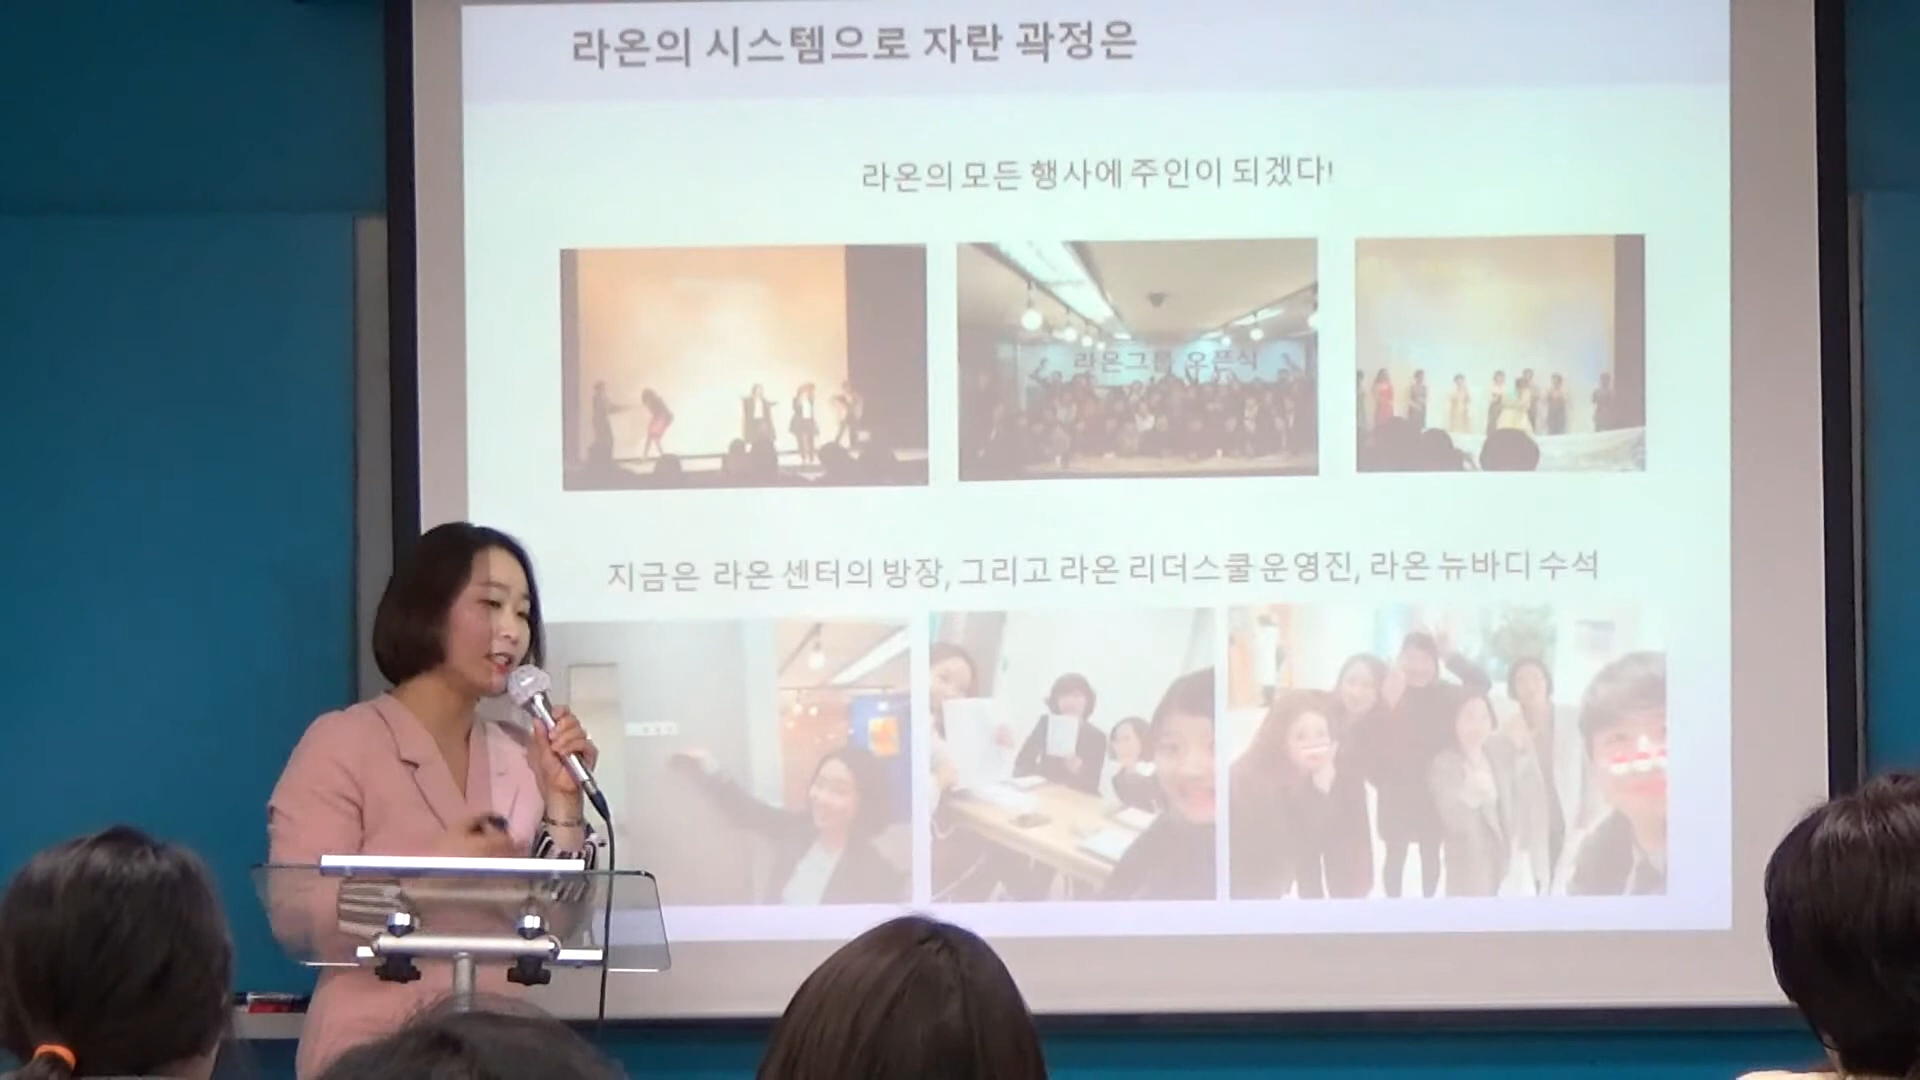 라온의 시스템으로 자란 곽정은
라온의 모든 행사에 주인이 되겠다!
라온그룹 오픈식
지금은 라온 센터의 방장, 그리고 라온 리더스쿨 운영진, 라온 뉴바디 수석